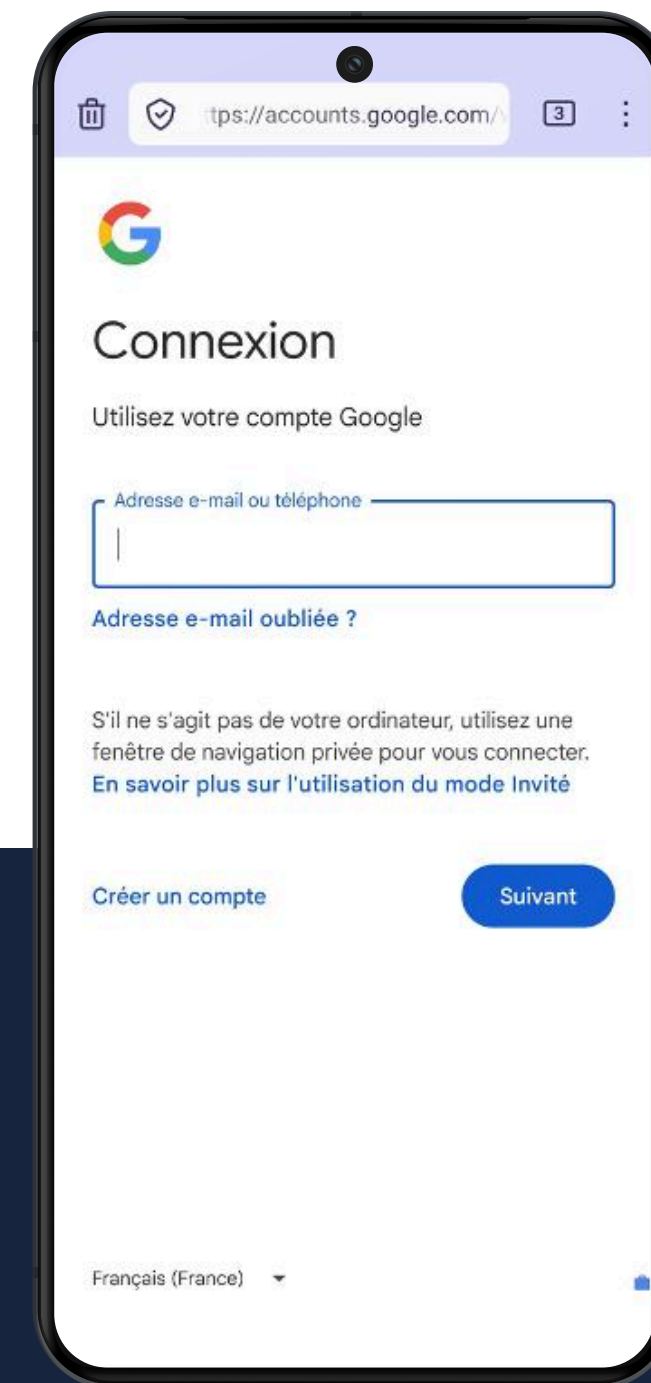 tps://accounts.google.com/
3
Connexion
Utilisez votre compte Google
Adresse e-mail ou téléphone
Adresse e-mail oubliée ?
S'il ne s'agit pas de votre ordinateur, utilisez une
fenêtre de navigation privée pour vous connecter.
En savoir plus sur l'utilisation du mode Invité
Créer un compte
Suivant
Français (France)